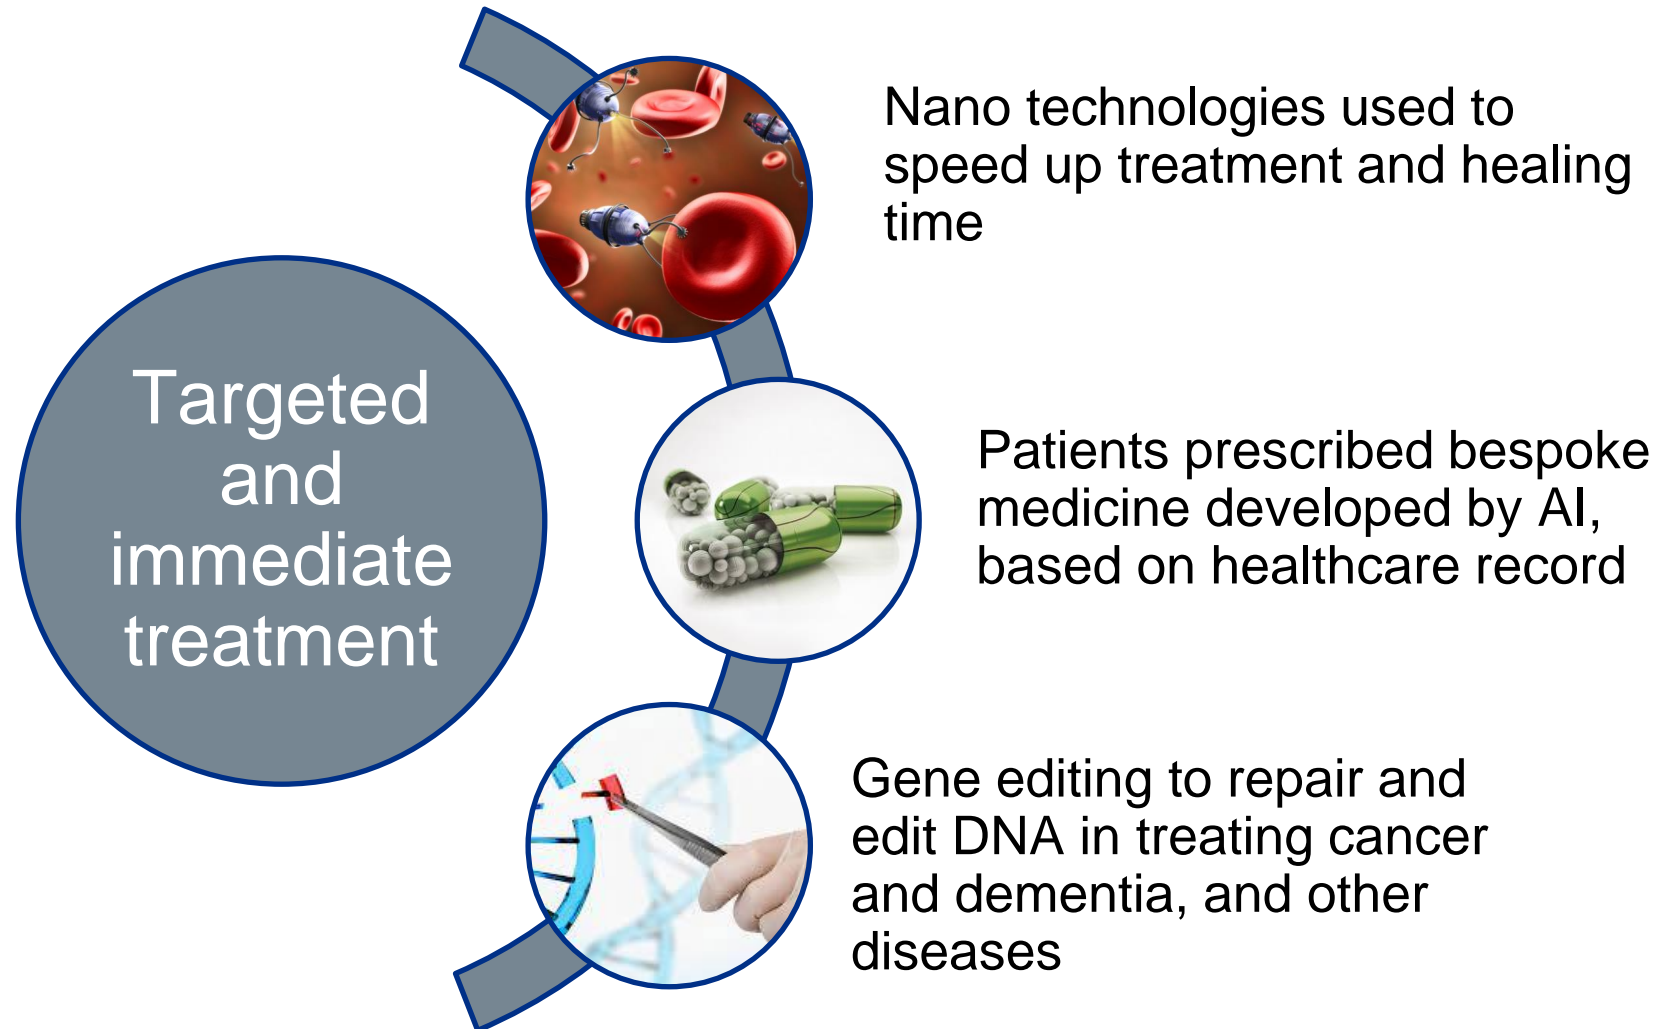 Targeted
and
immediate
treatment
Nano technologies used to
speed up treatment and healing
time
Patients prescribed bespoke
medicine developed by AI,
based on healthcare record
Gene editing to repair and
edit DNA in treating cancer
and dementia, and other
diseases